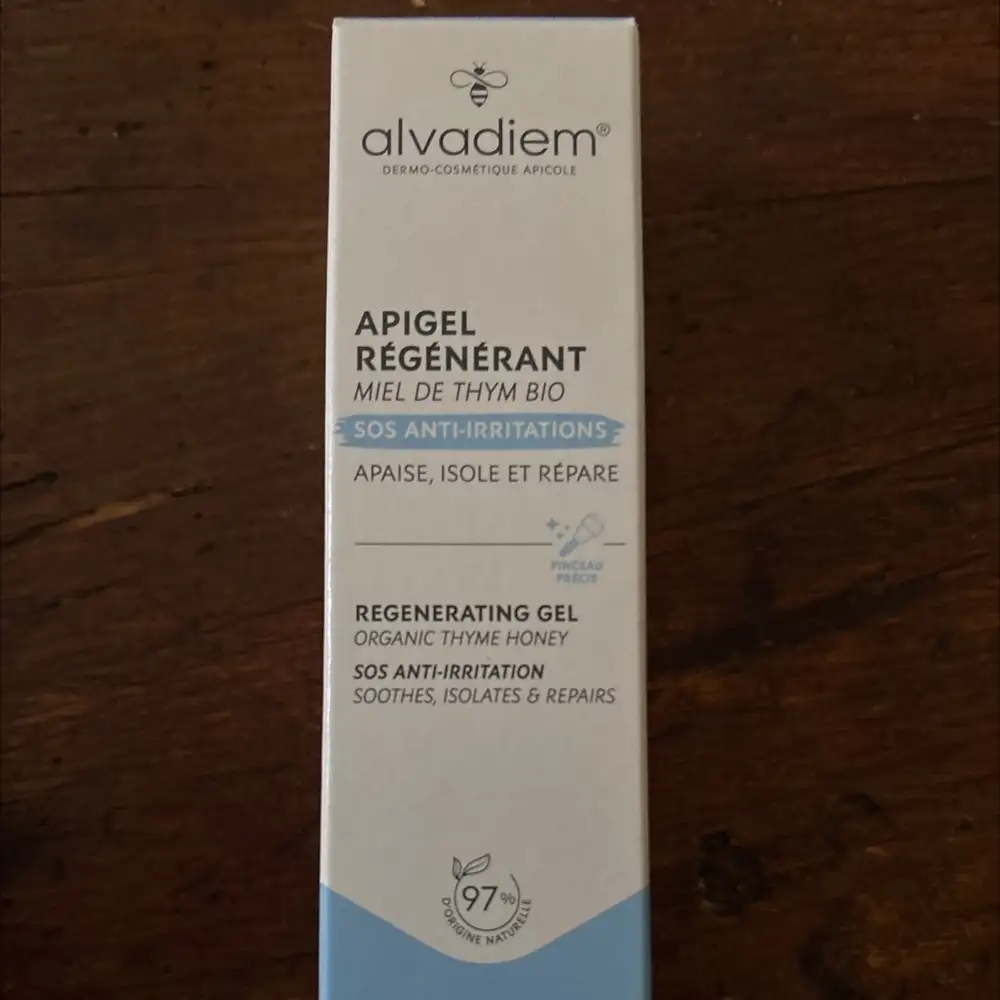 alvadiem®
DERMO-COSMÉTIQUE APICOLE
APIGEL
RÉGÉNÉRANT
MIEL DE THYM BIO
SOS ANTI-IRRITATIONS
APAISE, ISOLE ET RÉPARE
PINCEAU
PRÉCIS
REGENERATING GEL
ORGANIC THYME HONEY
SOS ANTI-IRRITATION
SOOTHES, ISOLATES & REPAIRS
97%
D'ORIGINE NATURELLE